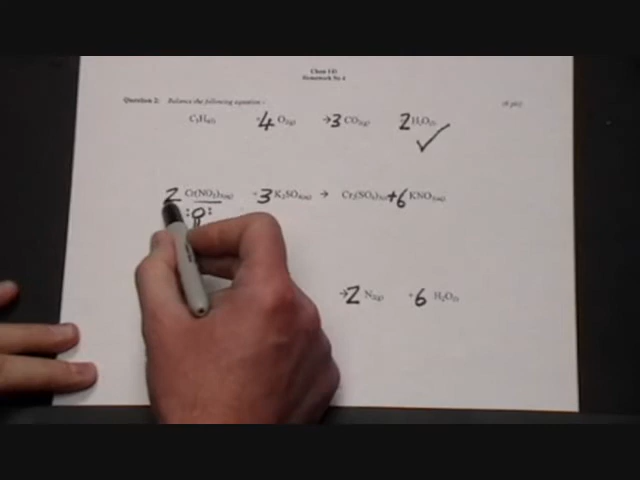 Chem 141
Homework No 4
Question 2: Balance the following equation - (6 pts)
C₃H₄₍ₗ₎ + 4 O₂₍g₎ → 3 CO₂₍g₎ 2 H₂O₍ₗ₎ ✓
2 Cr(NO₃)₃₍aq₎ + 3 K₂SO₄₍aq₎ → Cr₂(SO₄)₃ + 6 KNO₃₍aq₎
:O:
→ 2 N₂₍g₎ + 6 H₂O₍ₗ₎